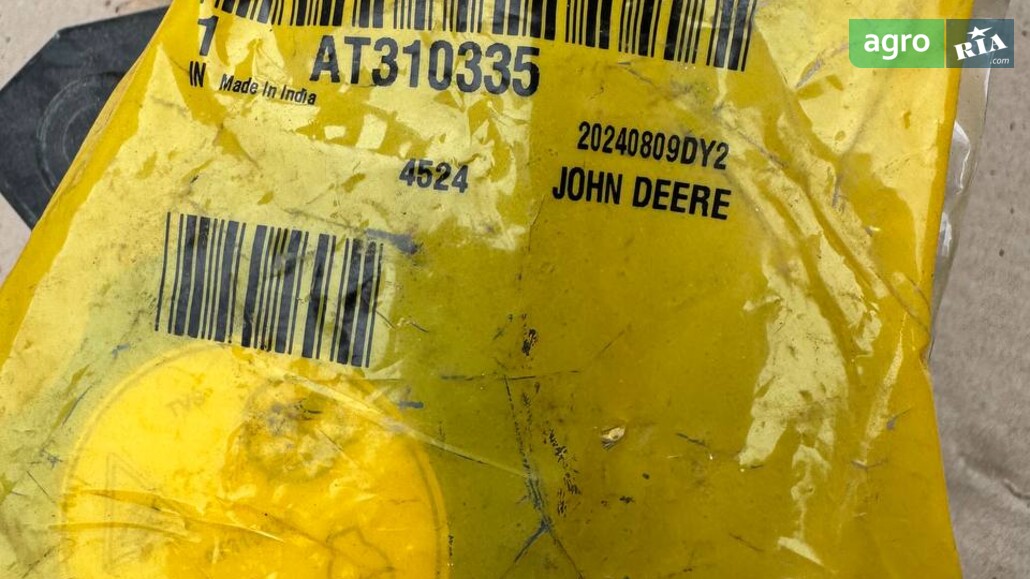 1
AT310335
IN Made In India
20240809DY2
4524
JOHN DEERE
agro RIA
.com